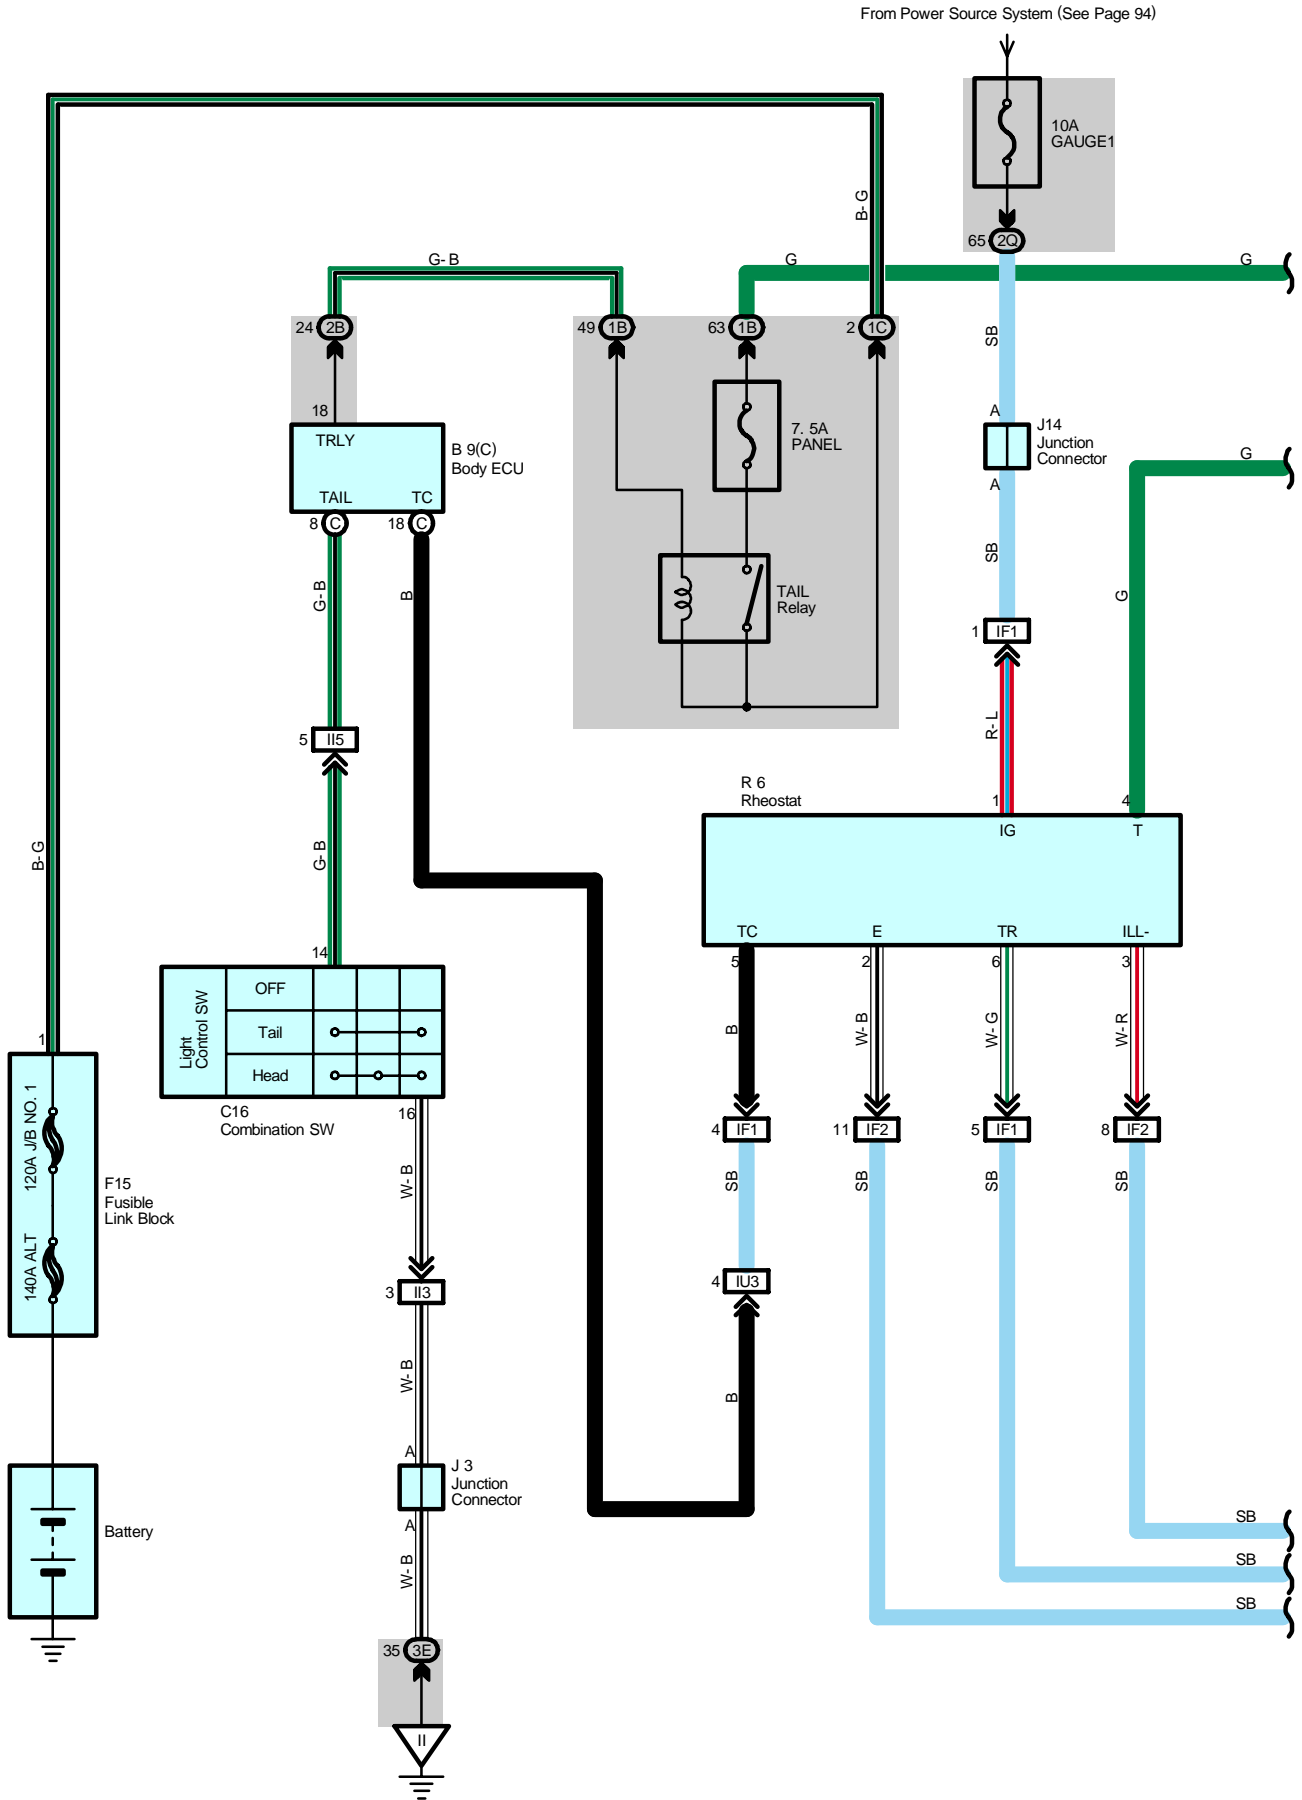 From Power Source System (See Page 94)
10A
GAUGE1
B- G
65 2Q
G- B
G
G
24 2B
49 1B
63 1B
2 1C
SB
18
TRLY
B 9(C)
Body ECU
TAIL
TC
8 C
18 C
7. 5A
PANEL
A
J14
Junction
Connector
A
G
SB
G- B
B
TAIL
Relay
G
1 IF1
5 II5
R- L
R 6
Rheostat
1
4
IG
T
B- G
G- B
TC
E
TR
ILL-
14
5
2
6
3
Light
Control SW
OFF
Tail
Head
B
W- B
W- G
W- R
1
C16
Combination SW
16
4 IF1
11 IF2
5 IF1
8 IF2
120A J/B NO. 1
140A ALT
F15
Fusible
Link Block
W- B
SB
SB
SB
3 II3
4 IU3
W- B
B
A
J 3
Junction
Connector
A
Battery
W- B
SB
SB
SB
35 3E
II